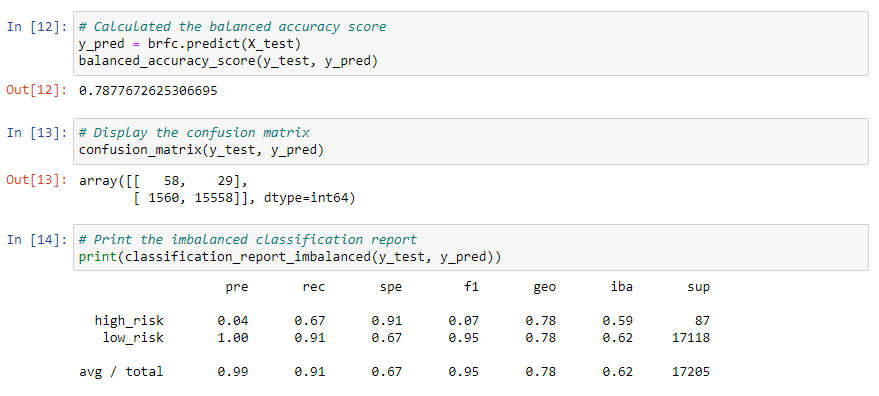 In [12]: # Calculated the balanced accuracy score
y_pred = brfc.predict(X_test)
balanced_accuracy_score(y_test, y_pred)
Out[12]: 0.7877672625306695
In [13]: # Display the confusion matrix
confusion_matrix(y_test, y_pred)
Out[13]: array([[   58,    29],
       [ 1560, 15558]], dtype=int64)
In [14]: # Print the imbalanced classification report
print(classification_report_imbalanced(y_test, y_pred))
pre rec spe f1 geo iba sup
high_risk 0.04 0.67 0.91 0.07 0.78 0.59 87
low_risk 1.00 0.91 0.67 0.95 0.78 0.62 17118
avg / total 0.99 0.91 0.67 0.95 0.78 0.62 17205